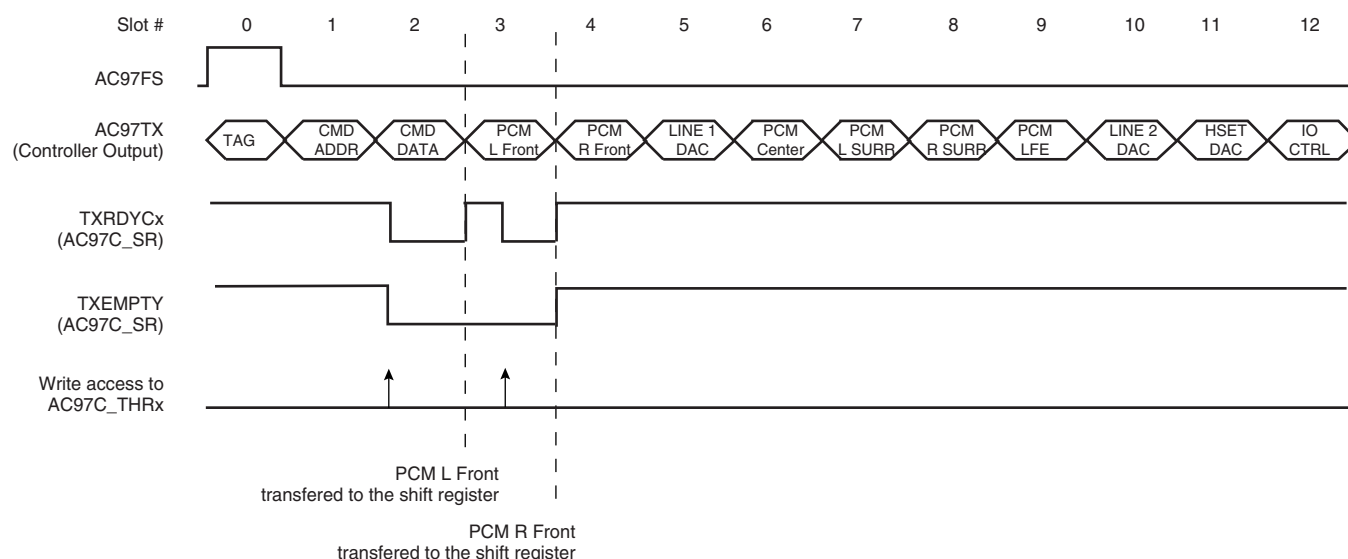 Slot # 0 1 2 3 4 5 6 7 8 9 10 11 12
AC97FS
AC97TX
(Controller Output)
TAG
CMD
ADDR
CMD
DATA
PCM
L Front
PCM
R Front
LINE 1
DAC
PCM
Center
PCM
L SURR
PCM
R SURR
PCM
LFE
LINE 2
DAC
HSET
DAC
IO
CTRL
TXRDYCx
(AC97C_SR)
TXEMPTY
(AC97C_SR)
Write access to
AC97C_THRx
PCM L Front
transfered to the shift register
PCM R Front
transfered to the shift register